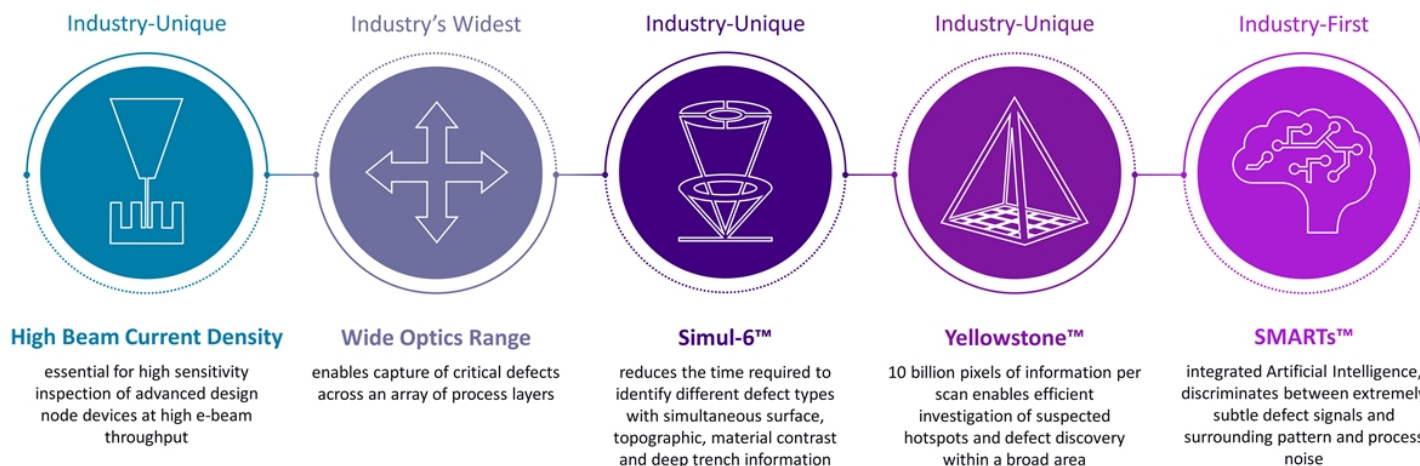 Industry-Unique
High Beam Current Density
essential for high sensitivity
inspection of advanced design
node devices at high e-beam
throughput
Industry's Widest
Wide Optics Range
enables capture of critical defects
across an array of process layers
Industry-Unique
Simul-6™
reduces the time required to
identify different defect types
with simultaneous surface,
topographic, material contrast
and deep trench information
Industry-Unique
Yellowstone™
10 billion pixels of information per
scan enables efficient
investigation of suspected
hotspots and defect discovery
within a broad area
Industry-First
SMARTs™
integrated Artificial Intelligence,
discriminates between extremely
subtle defect signals and
surrounding pattern and process
noise